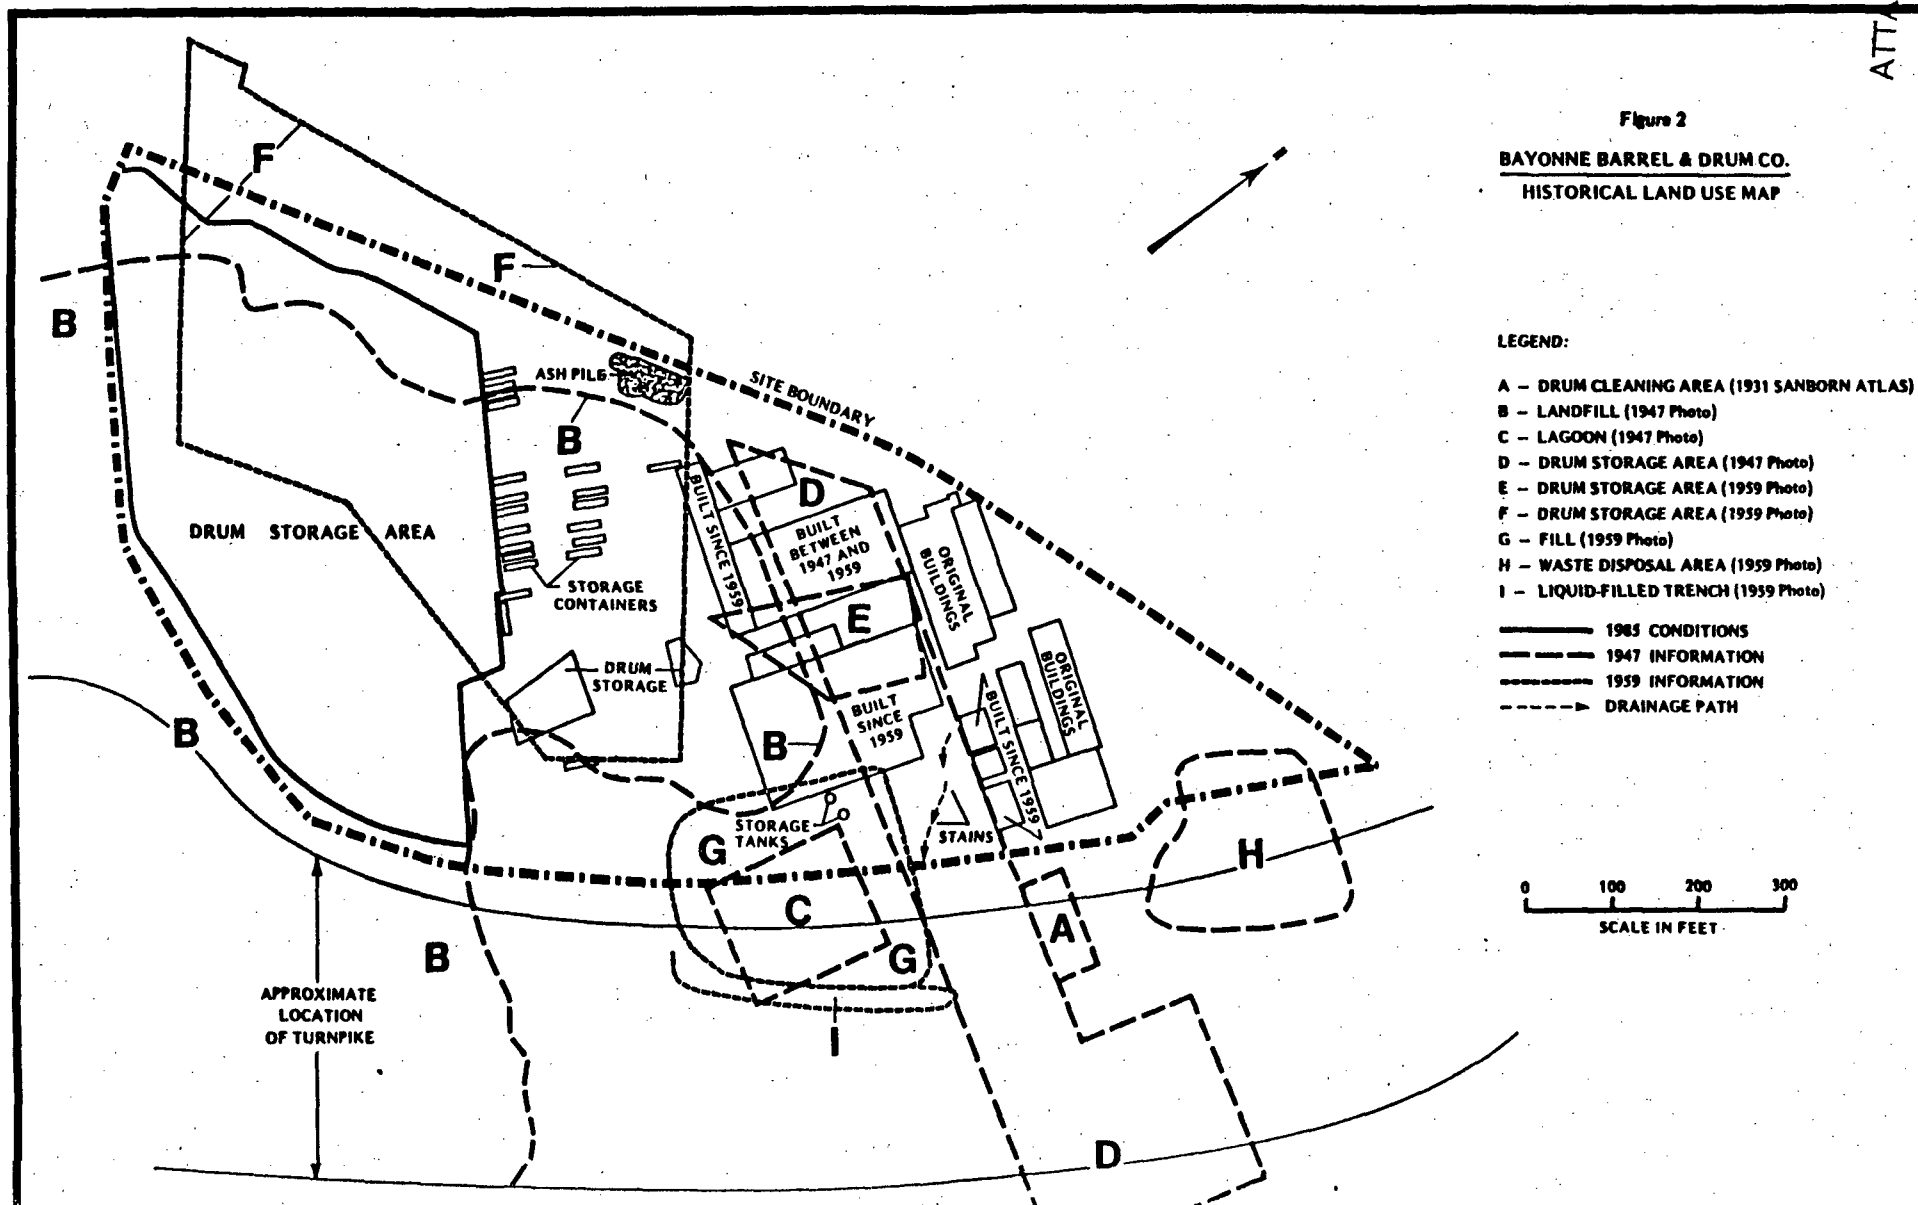 ATTA
Figure 2
BAYONNE BARREL & DRUM CO.
HISTORICAL LAND USE MAP
F
F
B
ASH PILE
SITE BOUNDARY
B
LEGEND:
A – DRUM CLEANING AREA (1931 SANBORN ATLAS)
B – LANDFILL (1947 Photo)
C – LAGOON (1947 Photo)
D – DRUM STORAGE AREA (1947 Photo)
E – DRUM STORAGE AREA (1959 Photo)
F – DRUM STORAGE AREA (1959 Photo)
G – FILL (1959 Photo)
H – WASTE DISPOSAL AREA (1959 Photo)
I – LIQUID-FILLED TRENCH (1959 Photo)
1985 CONDITIONS
1947 INFORMATION
1959 INFORMATION
DRAINAGE PATH
D
BUILT SINCE 1959
BUILT
BETWEEN
1947 AND
1959
ORIGINAL
BUILDINGS
DRUM STORAGE AREA
STORAGE
CONTAINERS
E
DRUM
STORAGE
ORIGINAL
BUILDINGS
BUILT
SINCE
1959
BUILT SINCE 1959
B
B
STORAGE
TANKS
STAINS
G
H
C
A
B
G
0 100 200 300
SCALE IN FEET
APPROXIMATE
LOCATION
OF TURNPIKE
I
D